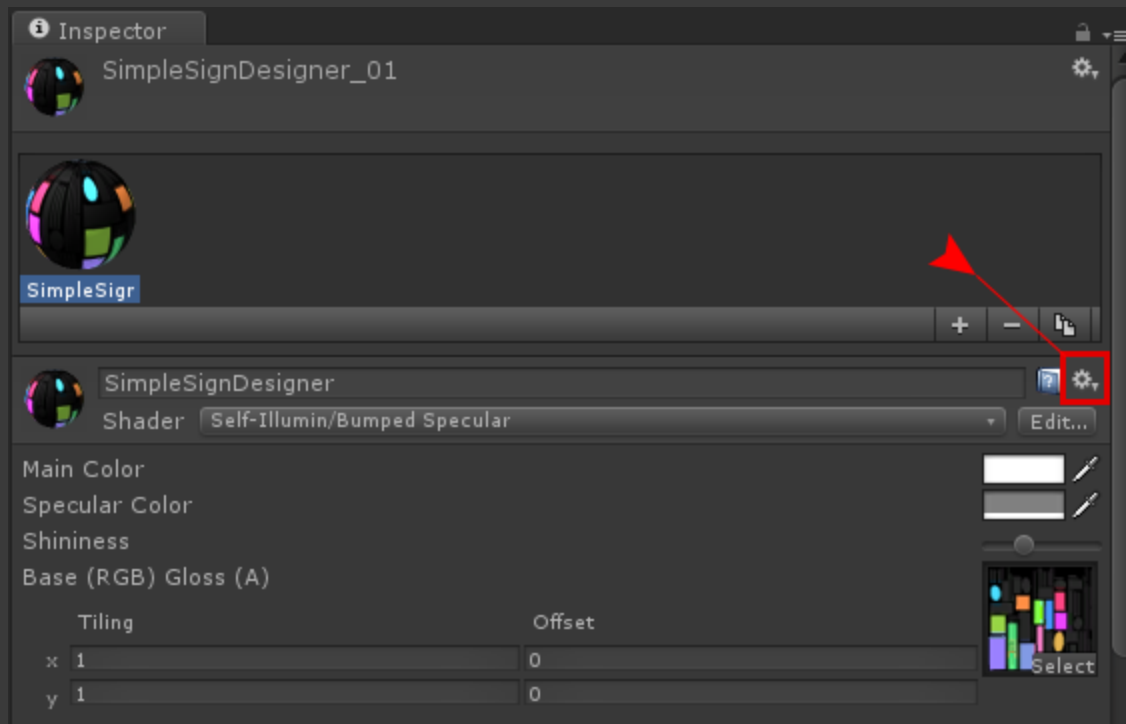 Inspector
SimpleSignDesigner_01
SimpleSigr
SimpleSignDesigner
Shader Self-Illumin/Bumped Specular Edit...
Main Color
Specular Color
Shininess
Base (RGB) Gloss (A)
Tiling Offset
x 1 0
Select
y 1 0